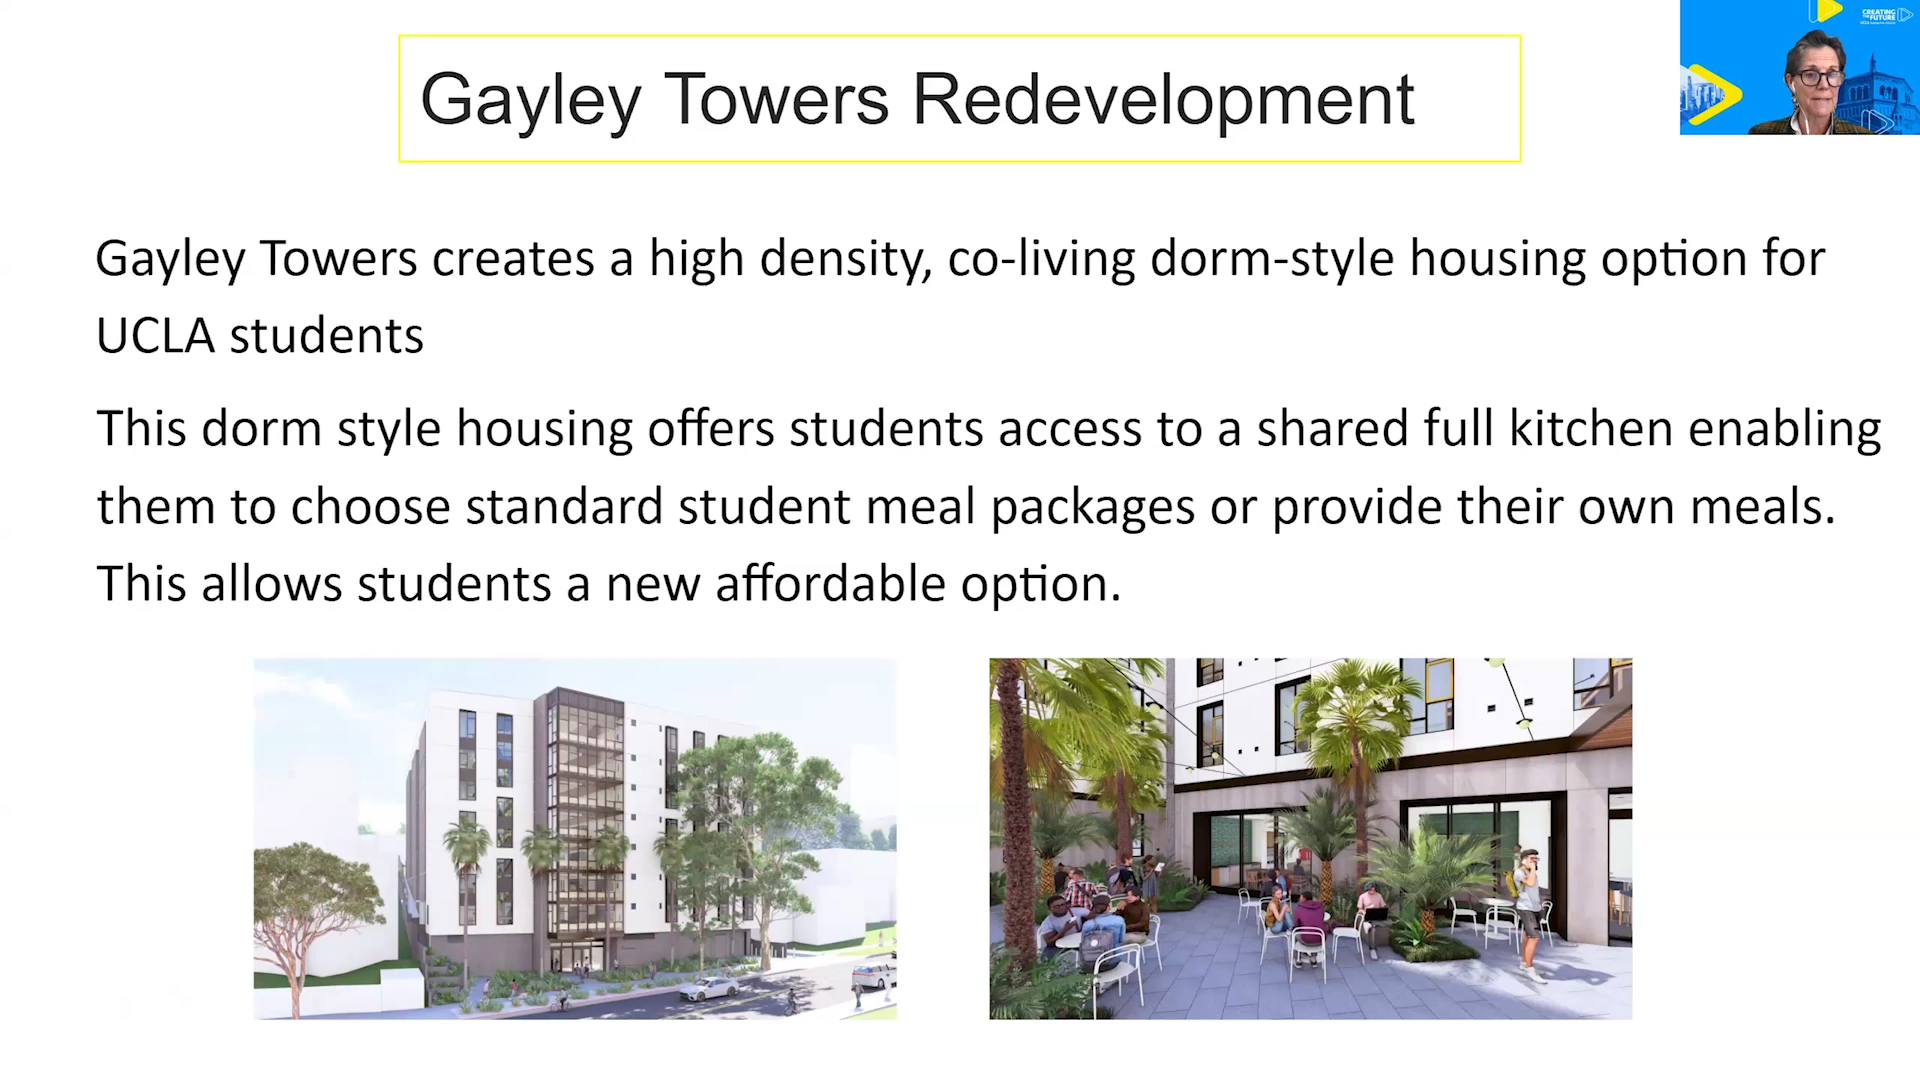 CREATING
THE FUTURE
Gayley Towers Redevelopment
Gayley Towers creates a high density, co-living dorm-style housing option for
UCLA students
This dorm style housing offers students access to a shared full kitchen enabling
them to choose standard student meal packages or provide their own meals.
This allows students a new affordable option.